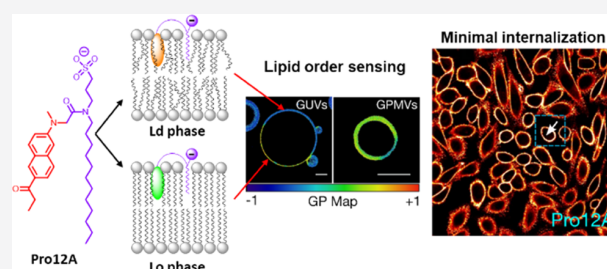 Minimal internalization
Lipid order sensing
Ld phase
GUVs
GPMVs
-1
GP Map
+1
Pro12A
Pro12A
Lo phase
O
S
O
O
N
O
N
O